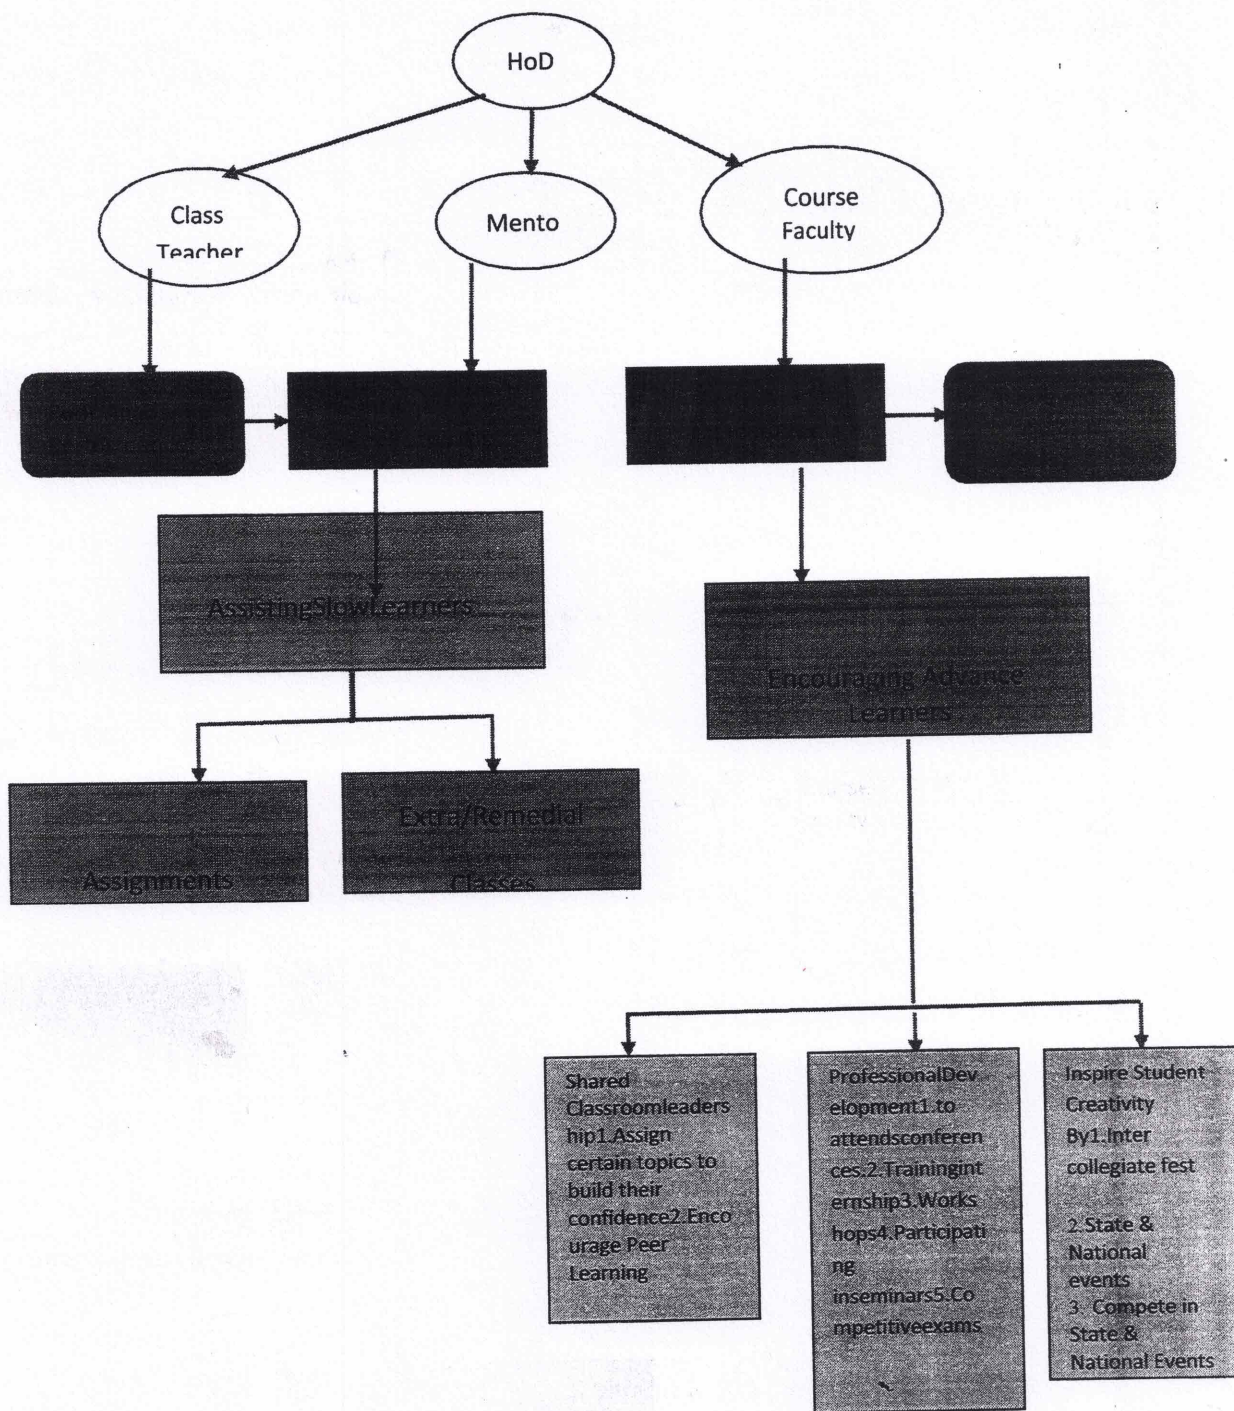 HoD
Class
Teacher
Mento
Course
Faculty
AssistingSlowLearners
Encouraging Advance
Learners
Assignments
Extra/Remedial
Classes
Shared
Classroomleaders
hip1.Assign
certain topics to
build their
confidence2.Enco
urage Peer
Learning
ProfessionalDev
elopment1.to
attendsconferen
ces.2.Trainingint
ernship3.Works
hops4.Participati
ng
inseminars5.Co
mpetitiveexams
Inspire Student
Creativity
By1.Inter
collegiate fest
2.State &
National
events
3. Compete in
State &
National Events